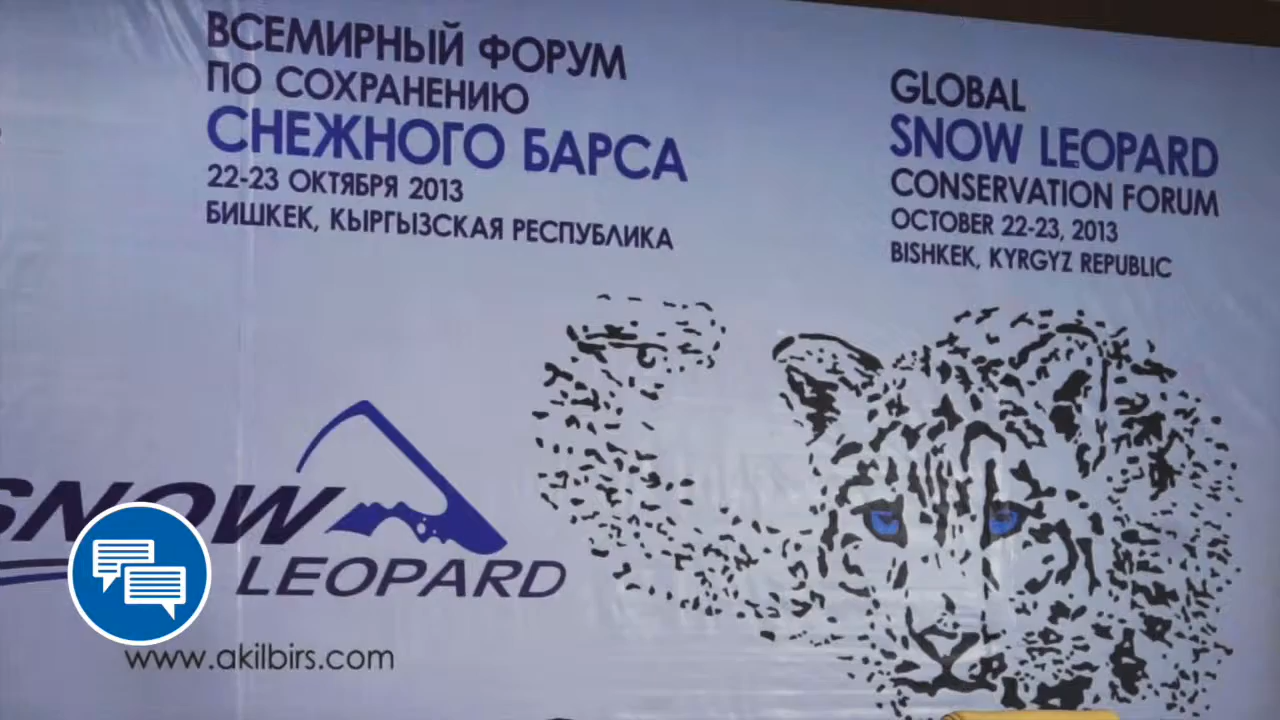 ВСЕМИРНЫЙ ФОРУМ
ПО СОХРАНЕНИЮ
СНЕЖНОГО БАРСА
22-23 ОКТЯБРЯ 2013
БИШКЕК, КЫРГЫЗСКАЯ РЕСПУБЛИКА
GLOBAL
SNOW LEOPARD
CONSERVATION FORUM
OCTOBER 22-23, 2013
BISHKEK, KYRGYZ REPUBLIC
SNOW
LEOPARD
www.akilbirs.com